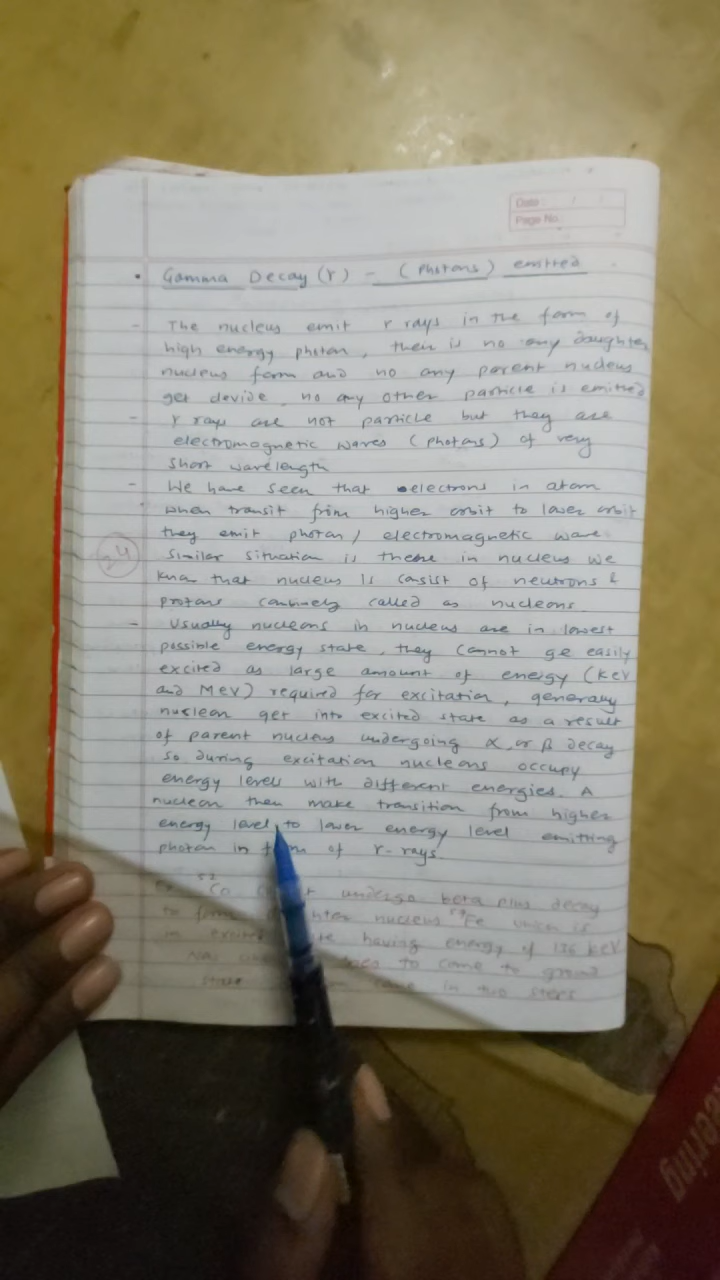 Date : / /
Page No.
• Gamma Decay (γ) - (Photons) emitted
- The nucleus emit γ rays in the form of
high energy photon, then is no any daughter
nucleus form and no any parent nucleus
get devide, no any other particle is emitted
- γ rays are not particle but they are
electromagnetic waves (photons) of very
short wavelength
- We have seen that electrons in atom
when transit from higher orbit to lower orbit
they emit photon / electromagnetic wave.
24
Similar situation is there in nucleus we
know that nucleus is consist of neutrons &
protons called as nucleons.
- Usually nucleons in nucleus are in lowest
possible energy state, they cannot ge easily
excited as large amount of energy (KeV
and MeV) required for excitation, generally
nucleon get into excited state as a result
of parent nucleus undergoing α or β decay
so during excitation nucleons occupy
energy levels with different energies. A
nucleon then make transition from higher
energy level to lower energy level emitting
photon in form of γ-rays.
Co undergo beta plus decay
to form nucleus Fe which is
in having energy of 136 KeV
to come to ground
state in two steps
eering